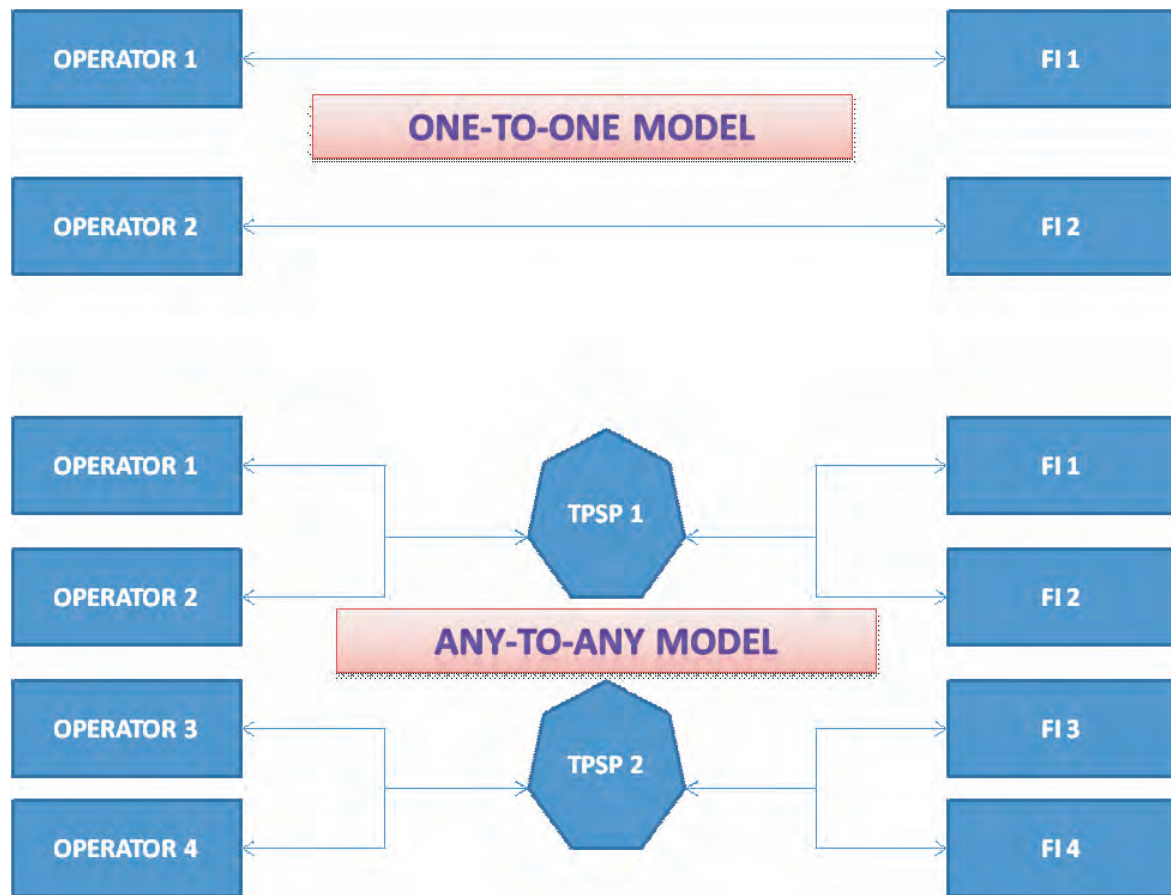 OPERATOR 1
FI 1
ONE-TO-ONE MODEL
OPERATOR 2
FI 2
OPERATOR 1
TPSP 1
FI 1
OPERATOR 2
FI 2
ANY-TO-ANY MODEL
OPERATOR 3
TPSP 2
FI 3
OPERATOR 4
FI 4